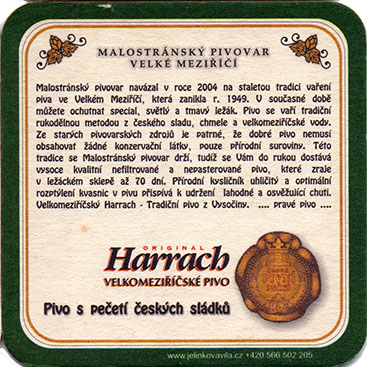 MALOSTRÁNSKÝ PIVOVAR
VELKÉ MEZIŘÍČÍ
Malostránský pivovar navázal v roce 2004 na staletou tradici vaření
piva ve Velkém Meziříčí, která zanikla r. 1949. V současné době
můžete ochutnat special, světlý a tmavý ležák. Pivo se vaří tradiční
rukodělnou metodou z českého sladu, chmele a velkomeziříčské vody.
Ze starých pivovarských zdrojů je patrné, že dobré pivo nemusí
obsahovat žádné konzervační látky, pouze přírodní suroviny. Této
tradice se Malostránský pivovar drží, tudíž se Vám do rukou dostává
vysoce kvalitní nefiltrované a nepasterované pivo, které zraje
v ležáckém sklepě až 70 dní. Přírodní kysličník uhličitý a optimální
rozptýlení kvasnic v pivu přispívá k udržení lahodné a osvěžující chuti.
Velkomeziříčský Harrach - Tradiční pivo z Vysočiny. .... pravé pivo ....
ORIGINAL
Harrach
VELKOMEZIŘÍČSKÉ PIVO
Pivo s pečetí českých sládků
www.jelinkovavila.cz +420 566 502 205